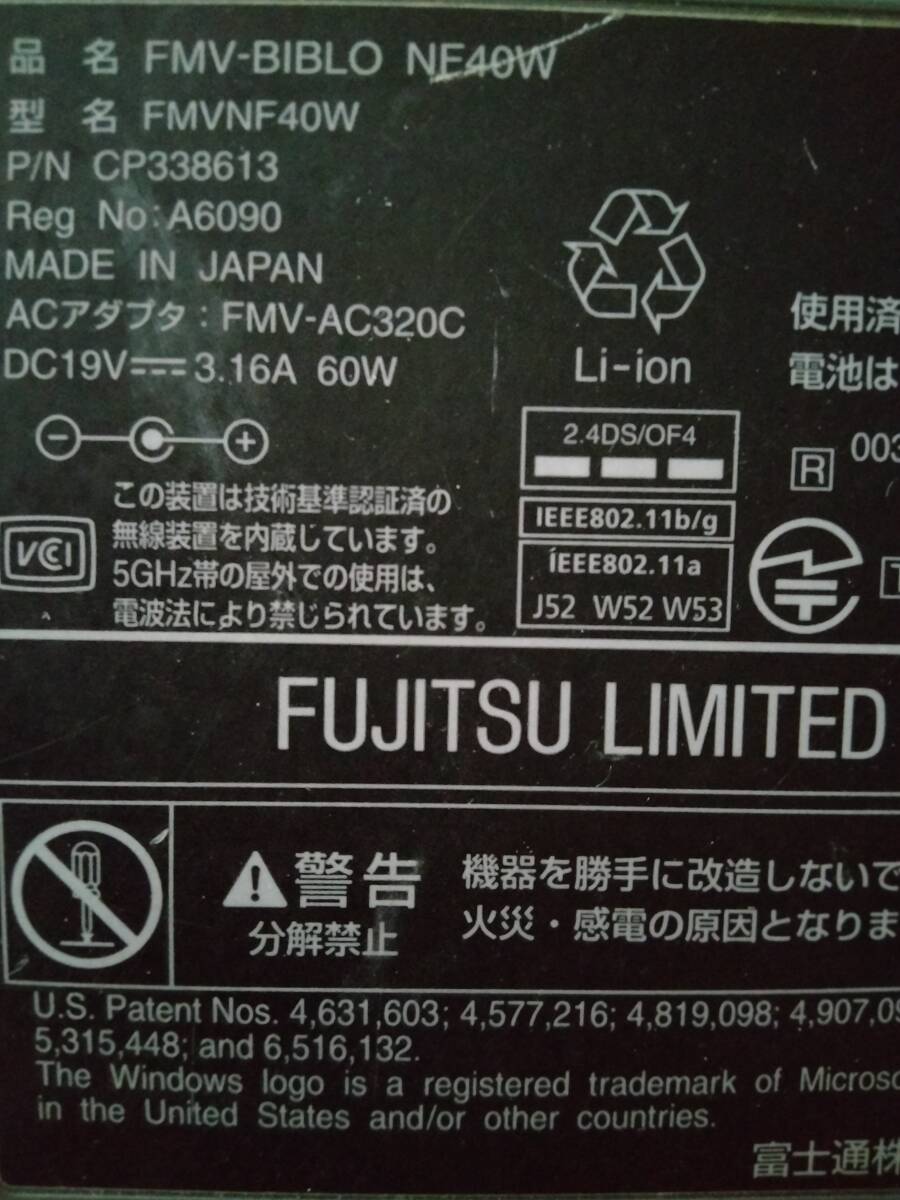 品 名 FMV-BIBLO NF40W
型 名 FMVNF40W
P/N CP338613
Reg No:A6090
MADE IN JAPAN
ACアダプタ:FMV-AC320C
DC19V⎓3.16A 60W
Li-ion
使用済
電池は
2.4DS/OF4
IEEE802.11b/g
IEEE802.11a
J52 W52 W53
R 003
T
VCI
この装置は技術基準認証済の
無線装置を内蔵しています。
5GHz帯の屋外での使用は、
電波法により禁じられています。
FUJITSU LIMITED
警告
分解禁止
機器を勝手に改造しないで
火災・感電の原因となりま
U.S. Patent Nos. 4,631,603; 4,577,216; 4,819,098; 4,907,09
5,315,448; and 6,516,132.
The Windows logo is a registered trademark of Microso
in the United States and/or other countries.
富士通株